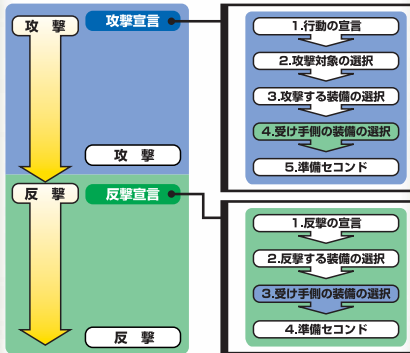 攻撃
攻撃宣言
攻撃
1.行動の宣言
2.攻撃対象の選択
3.攻撃する装備の選択
4.受け手側の装備の選択
5.準備セコンド
反撃
反撃宣言
反撃
1.反撃の宣言
2.反撃する装備の選択
3.受け手側の装備の選択
4.準備セコンド